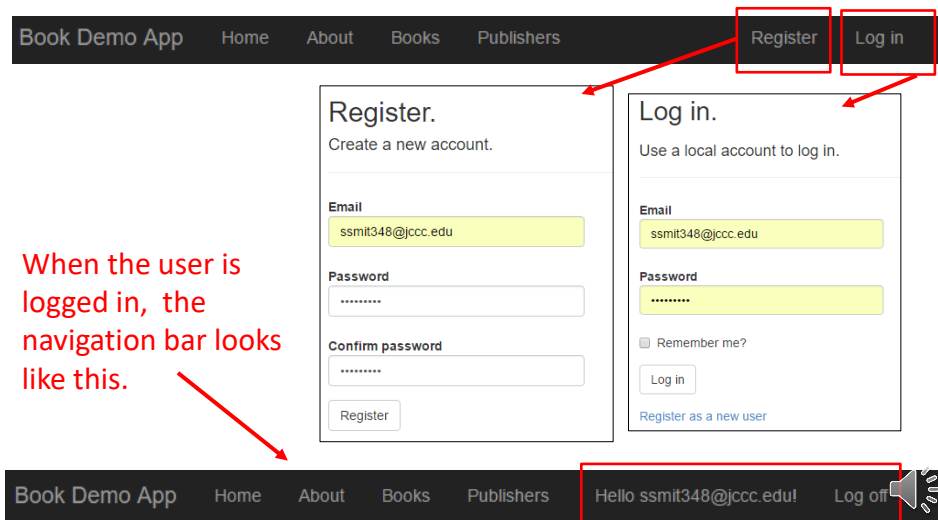 Book Demo App Home About Books Publishers Register Log in
Register.
Create a new account.
Email
ssmit348@jccc.edu
Password
•••••••••
Confirm password
•••••••••
Register
Log in.
Use a local account to log in.
Email
ssmit348@jccc.edu
Password
•••••••••
Remember me?
Log in
Register as a new user
When the user is
logged in, the
navigation bar looks
like this.
Book Demo App Home About Books Publishers Hello ssmit348@jccc.edu! Log off